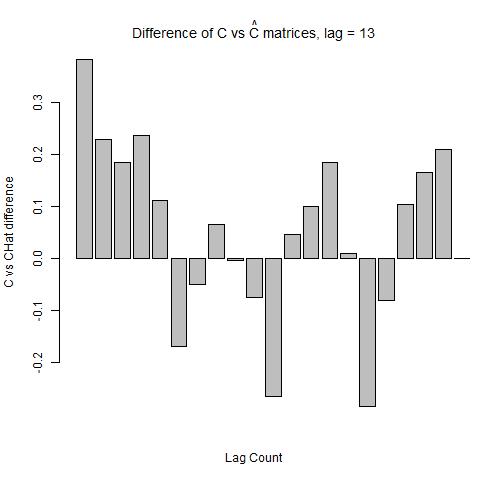 Difference of C vs Ĉ matrices, lag = 13
C vs CHat difference
0.3
0.2
0.1
0.0
-0.1
-0.2
Lag Count